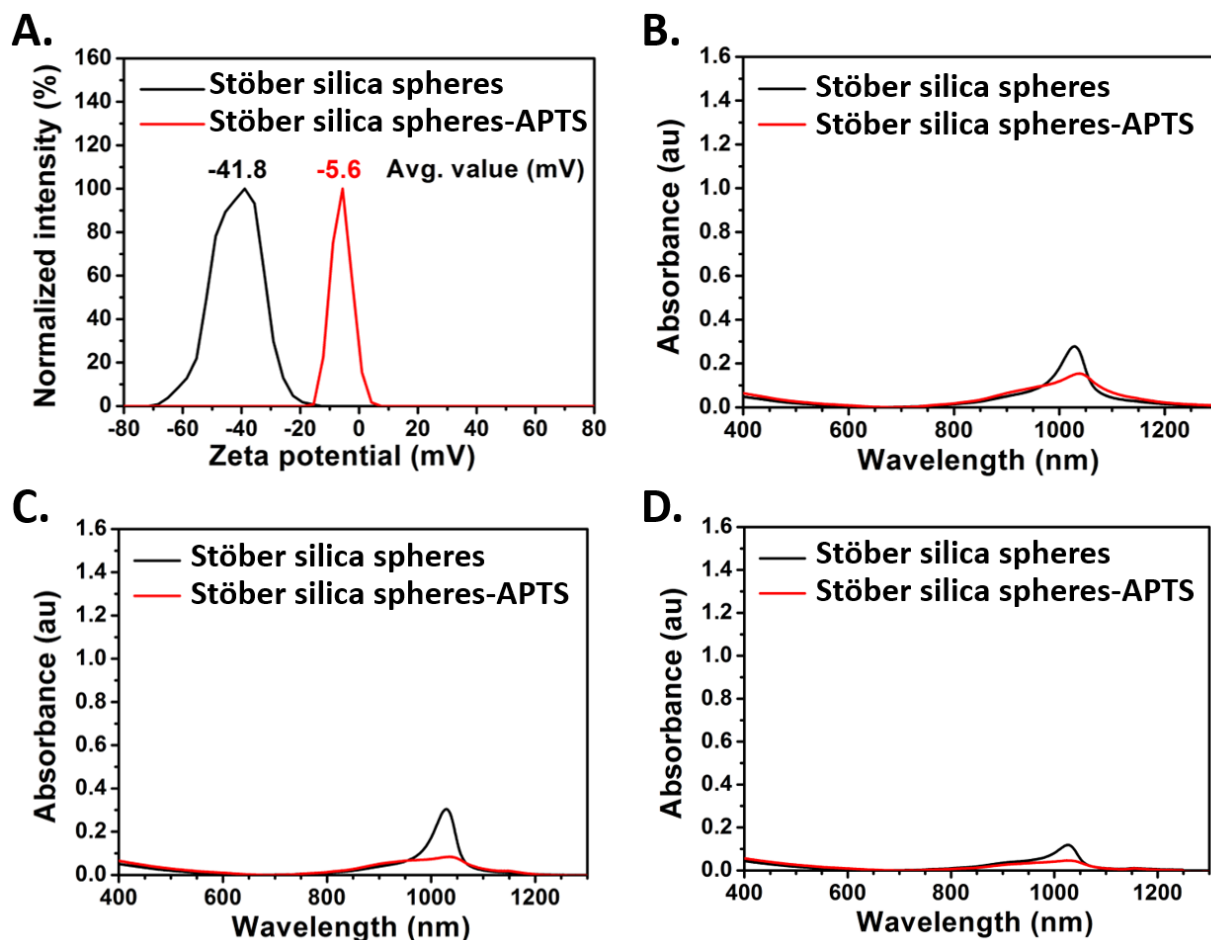 A.
Normalized intensity (%)
160
140
120
100
80
60
40
20
0
Stöber silica spheres
Stöber silica spheres-APTS
-41.8 -5.6 Avg. value (mV)
-80 -60 -40 -20 0 20 40 60 80
Zeta potential (mV)
B.
Absorbance (au)
1.6
1.4
1.2
1.0
0.8
0.6
0.4
0.2
0.0
Stöber silica spheres
Stöber silica spheres-APTS
400 600 800 1000 1200
Wavelength (nm)
C.
Absorbance (au)
1.6
1.4
1.2
1.0
0.8
0.6
0.4
0.2
0.0
Stöber silica spheres
Stöber silica spheres-APTS
400 600 800 1000 1200
Wavelength (nm)
D.
Absorbance (au)
1.6
1.4
1.2
1.0
0.8
0.6
0.4
0.2
0.0
Stöber silica spheres
Stöber silica spheres-APTS
400 600 800 1000 1200
Wavelength (nm)